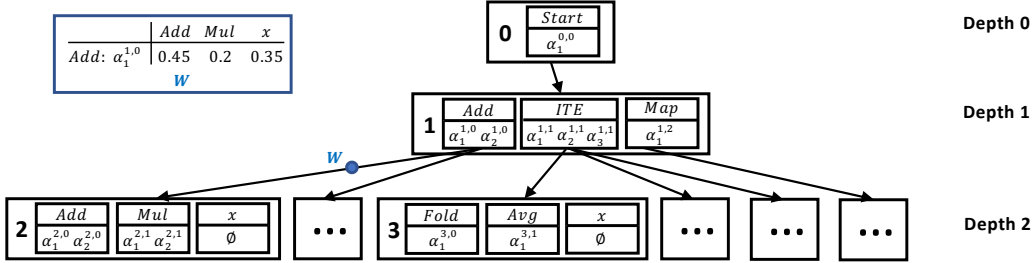 Add Mul x
Add: α₁^{1,0} 0.45 0.2 0.35
W
0 Start
α₁^{0,0}
Depth 0
1 Add ITE Map
α₁^{1,0} α₂^{1,0} α₁^{1,1} α₂^{1,1} α₃^{1,1} α₁^{1,2}
Depth 1
W
2 Add Mul x
α₁^{2,0} α₂^{2,0} α₁^{2,1} α₂^{2,1} ∅
•••
3 Fold Avg x
α₁^{3,0} α₁^{3,1} ∅
•••
•••
•••
Depth 2